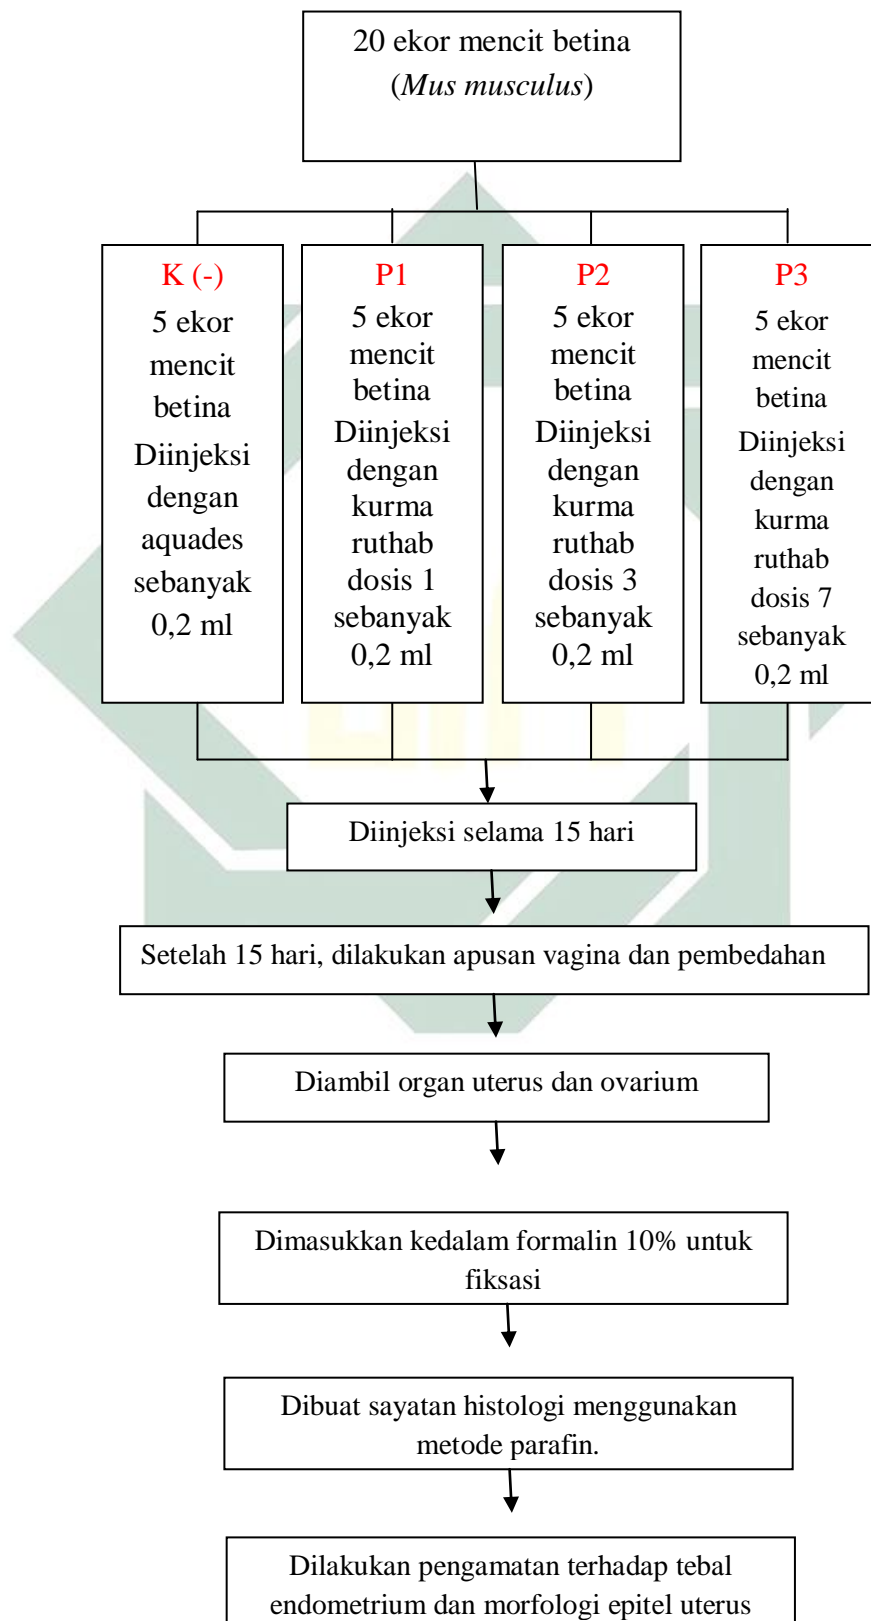 20 ekor mencit betina
(Mus musculus)
K (-)
5 ekor
mencit
betina
Diinjeksi
dengan
aquades
sebanyak
0,2 ml
P1
5 ekor
mencit
betina
Diinjeksi
dengan
kurma
ruthab
dosis 1
sebanyak
0,2 ml
P2
5 ekor
mencit
betina
Diinjeksi
dengan
kurma
ruthab
dosis 3
sebanyak
0,2 ml
P3
5 ekor
mencit
betina
Diinjeksi
dengan
kurma
ruthab
dosis 7
sebanyak
0,2 ml
Diinjeksi selama 15 hari
Setelah 15 hari, dilakukan apusan vagina dan pembedahan
Diambil organ uterus dan ovarium
Dimasukkan kedalam formalin 10% untuk
fiksasi
Dibuat sayatan histologi menggunakan
metode parafin.
Dilakukan pengamatan terhadap tebal
endometrium dan morfologi epitel uterus